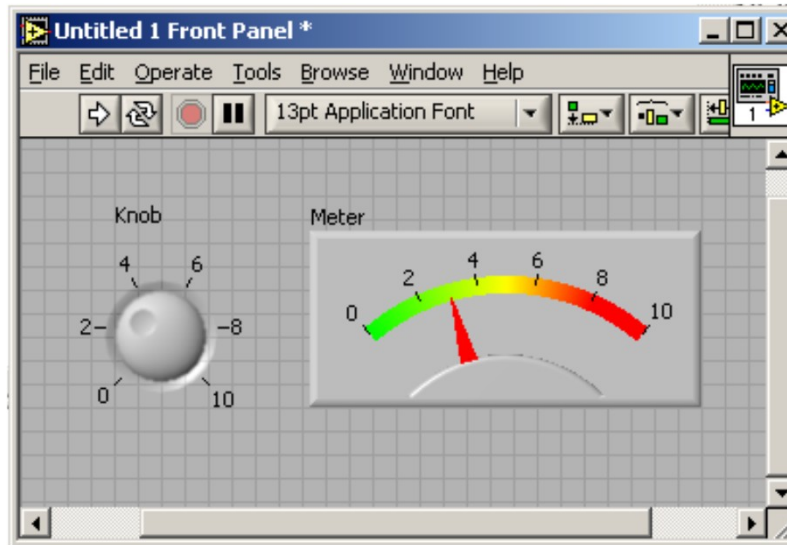 Untitled 1 Front Panel *
File Edit Operate Tools Browse Window Help
13pt Application Font
1
Knob
Meter
4 6
2 4 6 8
0 10
2 8
0 10